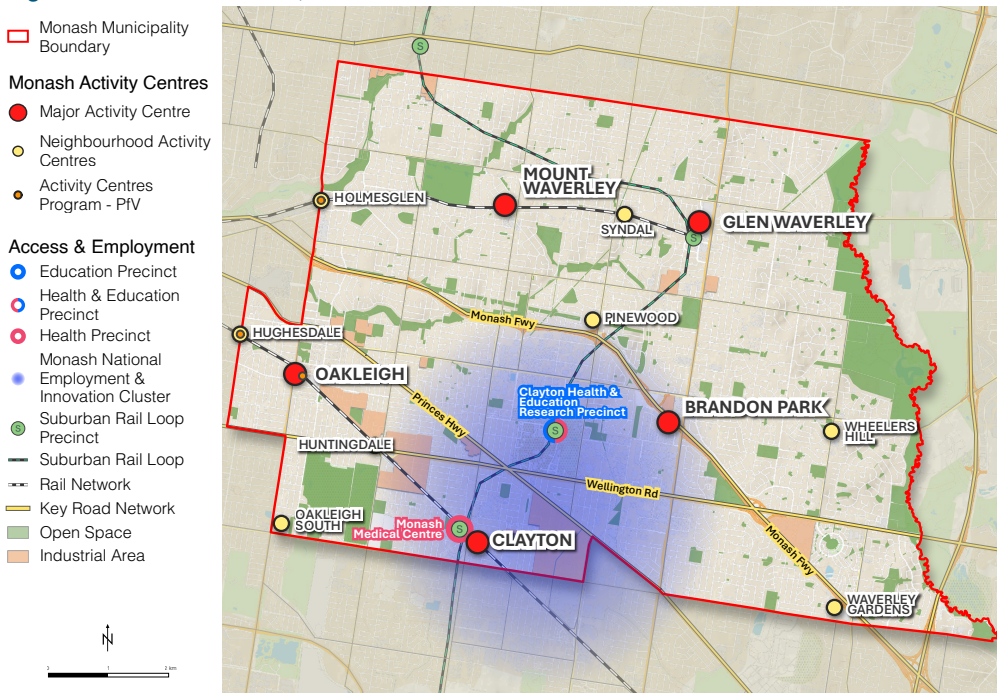 Monash Municipality
Boundary
Monash Activity Centres
Major Activity Centre
Neighbourhood Activity
Centres
Activity Centres
Program - PfV
Access & Employment
Education Precinct
Health & Education
Precinct
Health Precinct
Monash National
Employment &
Innovation Cluster
S
Suburban Rail Loop
Precinct
Suburban Rail Loop
Rail Network
Key Road Network
Open Space
Industrial Area
N
0 1 2 km
S
HOLMESGLEN
MOUNT
WAVERLEY
SYNDAL
GLEN WAVERLEY
S
HUGHESDALE
Monash Fwy
PINEWOOD
OAKLEIGH
Princes Hwy
Clayton Health &
Education
Research Precinct
S
BRANDON PARK
WHEELERS
HILL
HUNTINGDALE
Wellington Rd
OAKLEIGH
SOUTH
Monash
Medical Centre
S
CLAYTON
Monash Fwy
WAVERLEY
GARDENS